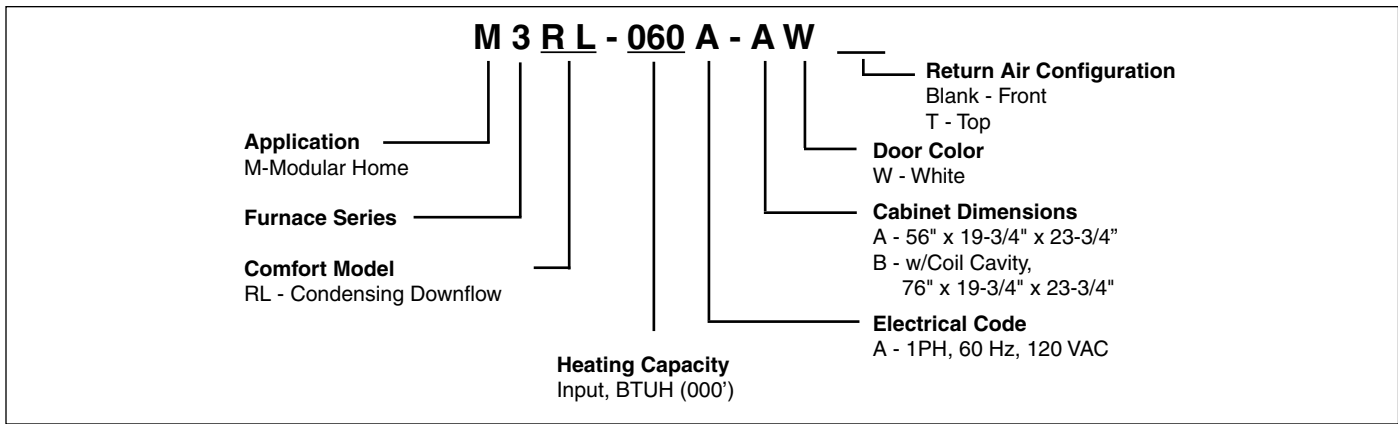 M 3 R L - 060 A - A W
Return Air Configuration
Blank - Front
T - Top
Application
M-Modular Home
Door Color
W - White
Furnace Series
Cabinet Dimensions
A - 56" x 19-3/4" x 23-3/4”
B - w/Coil Cavity,
76" x 19-3/4" x 23-3/4"
Comfort Model
RL - Condensing Downflow
Electrical Code
A - 1PH, 60 Hz, 120 VAC
Heating Capacity
Input, BTUH (000’)